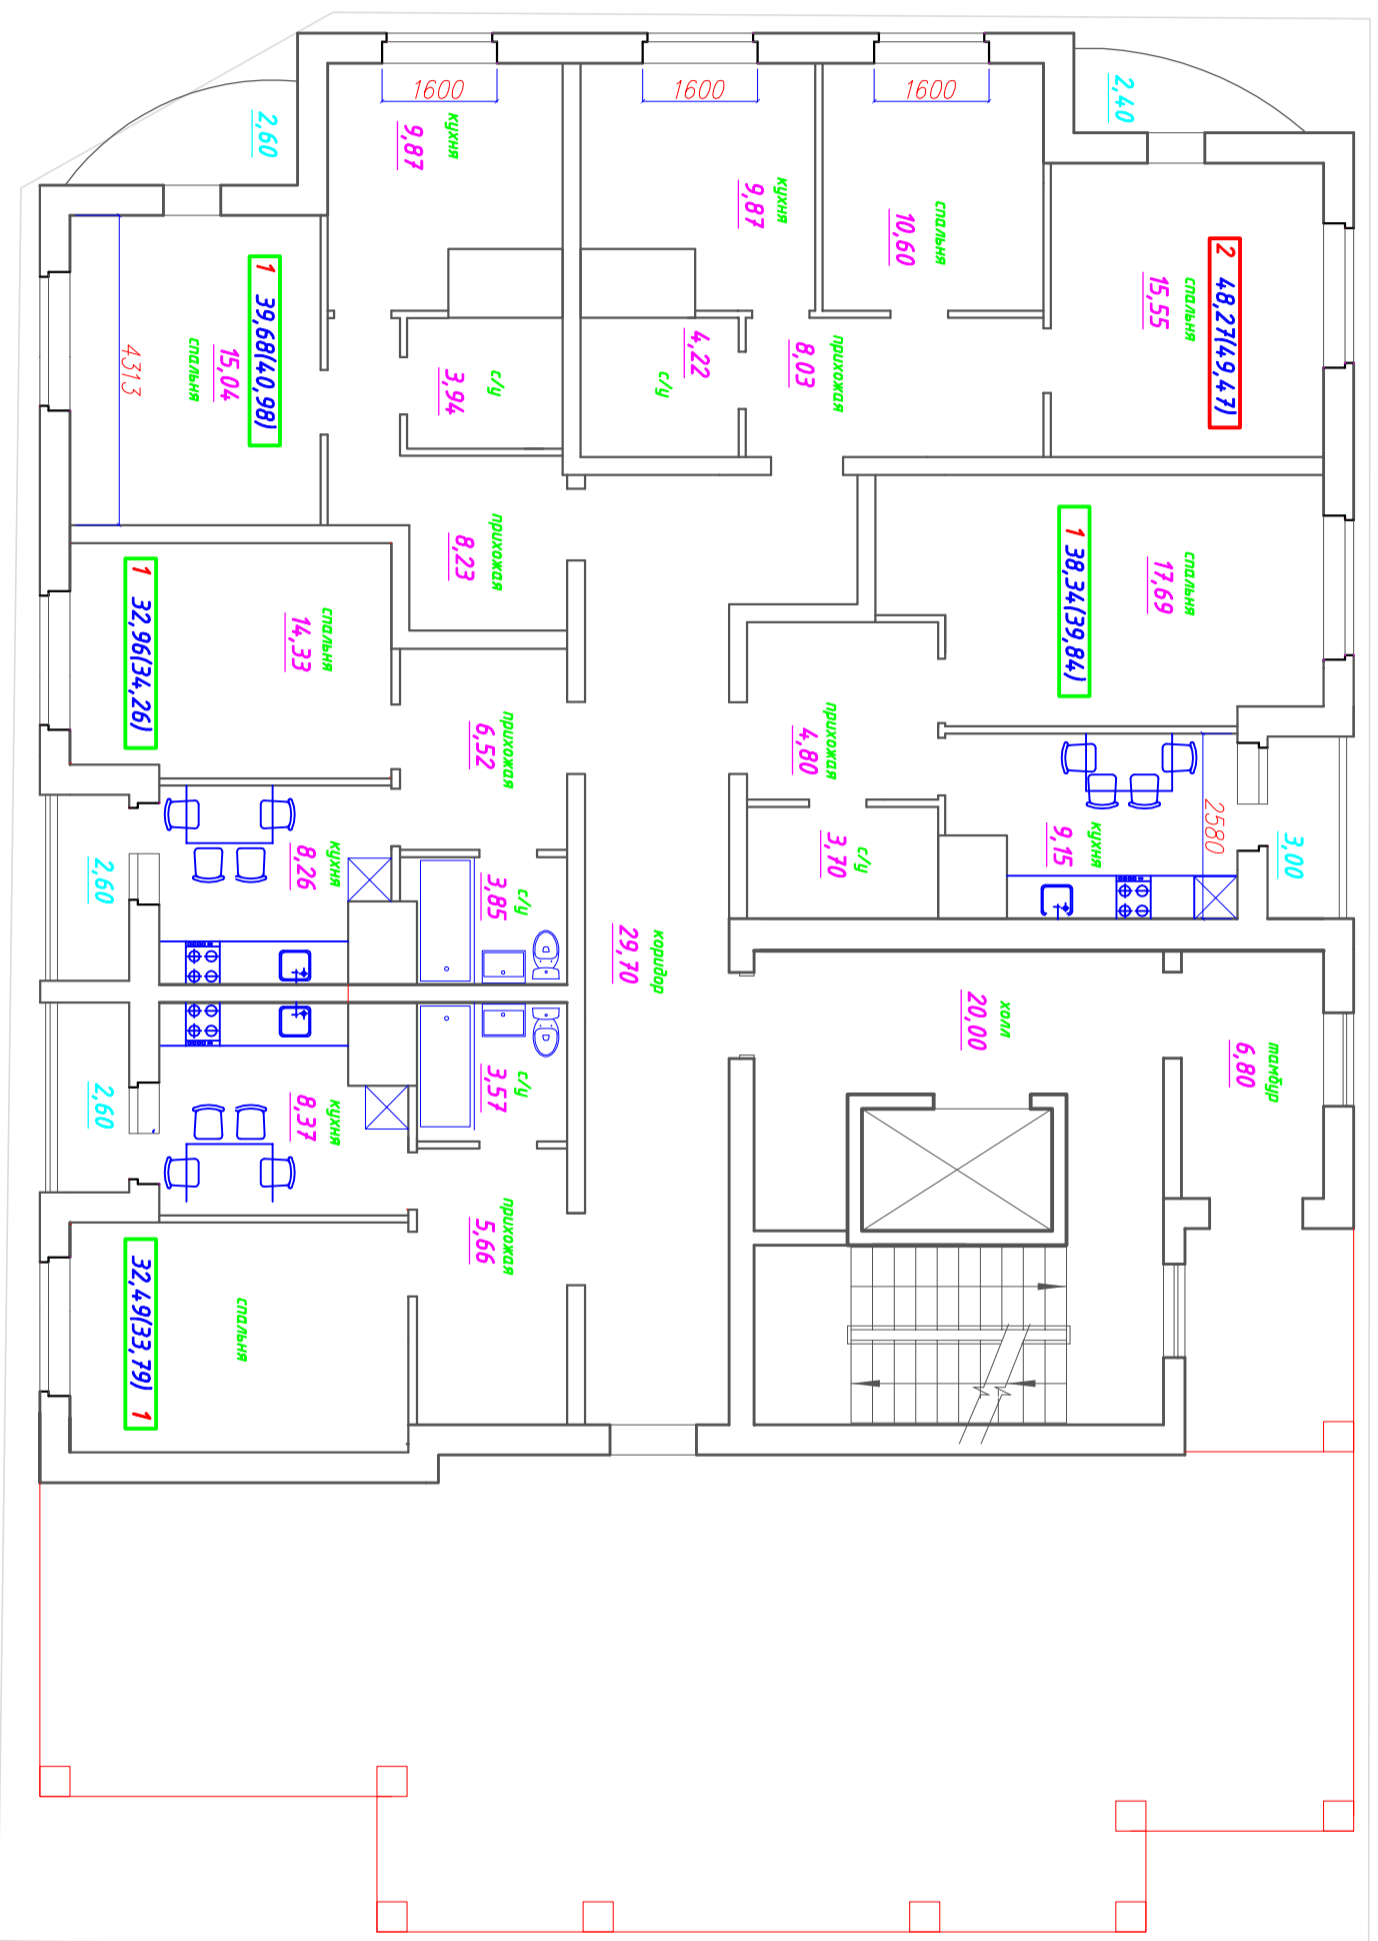 2,40
2,60
1600
1600
1600
кухня
9,87
кухня
9,87
спальня
10,60
2 48,27(49,47)
спальня
15,55
1 39,68(40,98)
15,04
спальня
4313
с/у
3,94
4,22
с/у
прихожая
8,03
прихожая
8,23
1 38,34(39,84)
спальня
17,69
1 32,96(34,26)
спальня
14,33
прихожая
6,52
прихожая
4,80
с/у
3,70
кухня
9,15
2580
3,00
2,60
кухня
8,26
с/у
3,85
коридор
29,70
холл
20,00
тамбур
6,80
2,60
кухня
8,37
с/у
3,57
прихожая
5,66
32,49(33,79) 1
спальня